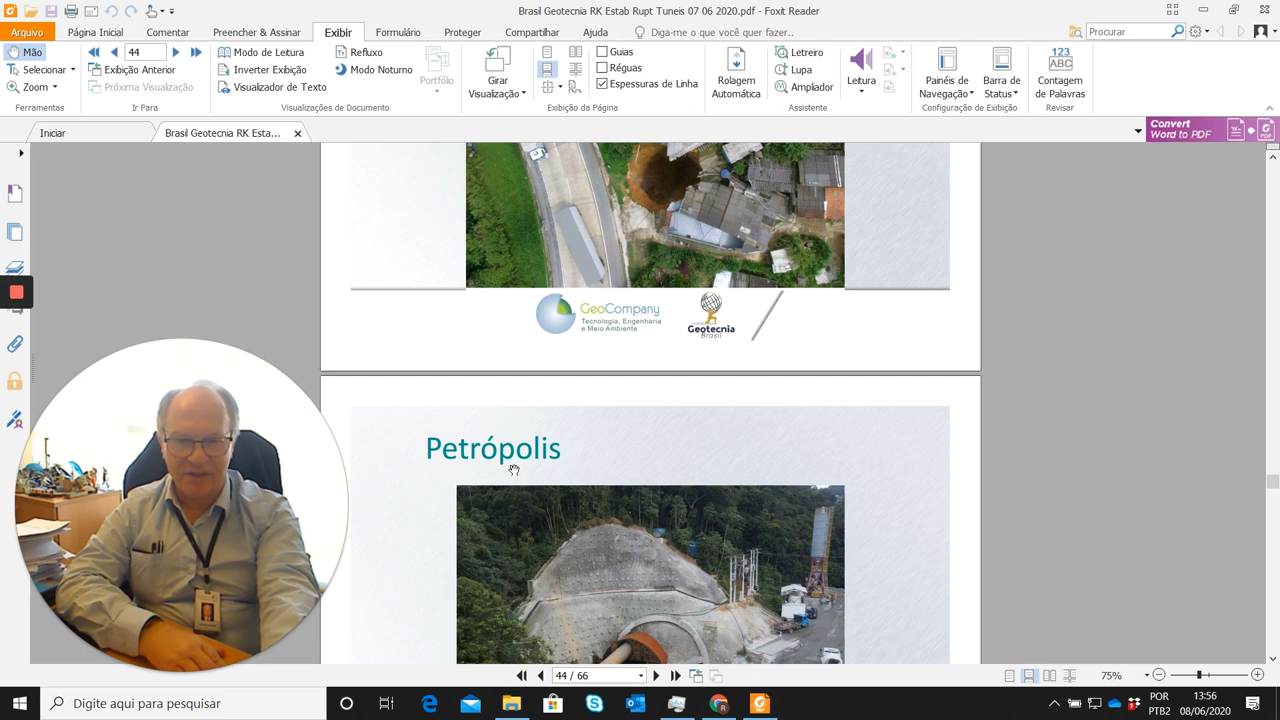 Brasil Geotecnia RK Estab Rupt Tuneis 07 06 2020.pdf - Foxit Reader
Arquivo Página Inicial Comentar Preencher & Assinar Exibir Formulário Proteger Compartilhar Ajuda Diga-me o que você quer fazer.. Procurar
Mão 44 Modo de Leitura Refluxo Guias Letreiro
Selecionar Exibição Anterior Inverter Exibição Modo Noturno Réguas Lupa
Zoom Próxima Visualização Visualizador de Texto Portfólio Girar Visualização Espessuras de Linha Rolagem Automática Ampliador Leitura Painéis de Navegação Barra de Status 123 ABC Contagem de Palavras
Ferramentas Ir Para Visualizações de Documento Exibição da Página Assistente Configuração de Exibição Revisar
Iniciar Brasil Geotecnia RK Esta... Convert Word to PDF
GeoCompany
Tecnologia, Engenharia
e Meio Ambiente
Geotecnia
Brasil
Petrópolis
44 / 66 75%
Digite aqui para pesquisar
POR 13:56
PTB2 08/06/2020